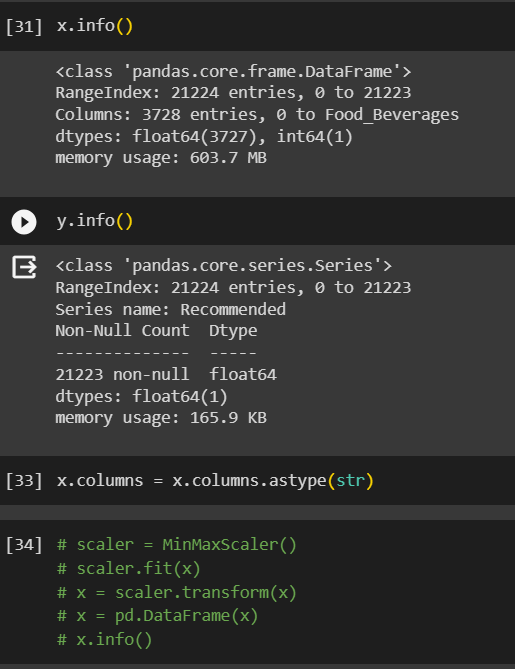 [31] x.info()
<class 'pandas.core.frame.DataFrame'>
RangeIndex: 21224 entries, 0 to 21223
Columns: 3728 entries, 0 to Food_Beverages
dtypes: float64(3727), int64(1)
memory usage: 603.7 MB
y.info()
<class 'pandas.core.series.Series'>
RangeIndex: 21224 entries, 0 to 21223
Series name: Recommended
Non-Null Count  Dtype
--------------  -----
21223 non-null  float64
dtypes: float64(1)
memory usage: 165.9 KB
[33] x.columns = x.columns.astype(str)
[34] # scaler = MinMaxScaler()
# scaler.fit(x)
# x = scaler.transform(x)
# x = pd.DataFrame(x)
# x.info()